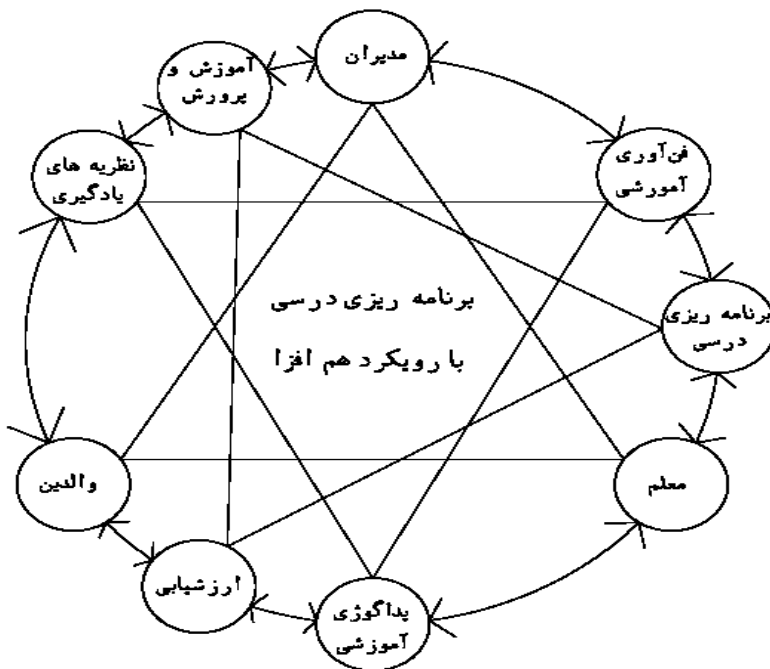 مدیران
آموزش و
پرورش
فن‌آوری
آمورشی
نظریه های
یادگیری
برنامه ریزی درسی
با رویکرد هم افزا
برنامه ریزی
درسی
والدین
معلم
ارزشیابی
پداگوژی
آموزشی